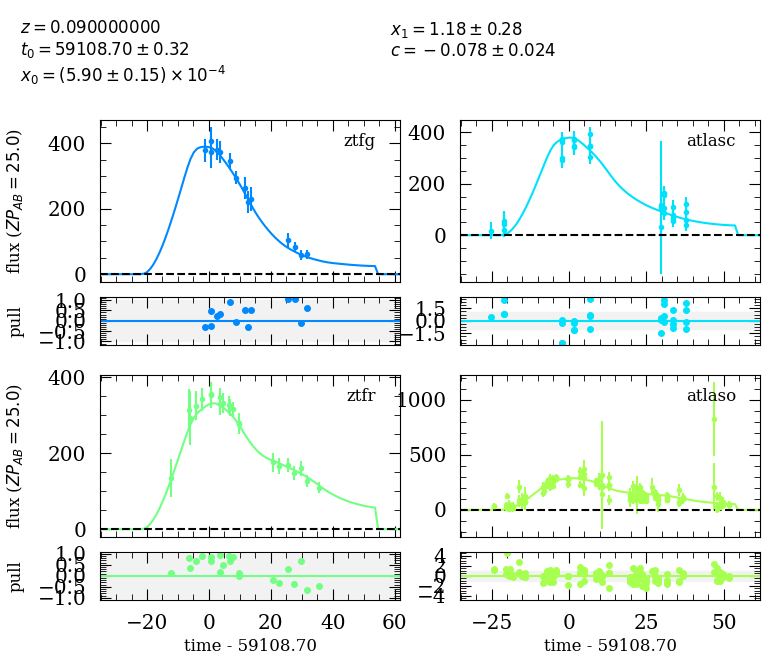 z = 0.090000000
t₀ = 59108.70 ± 0.32
x₀ = (5.90 ± 0.15) × 10⁻⁴
x₁ = 1.18 ± 0.28
c = −0.078 ± 0.024
flux (ZP_AB = 25.0)
400
200
0
ztfg
400
200
0
atlasc
pull
1.0
0.5
0.0
−0.5
−1.0
1.5
0.0
−1.5
flux (ZP_AB = 25.0)
400
200
0
ztfr
1000
500
0
atlaso
pull
1.0
0.5
0.0
−0.5
−1.0
4
2
0
−2
−4
−20 0 20 40 60
−25 0 25 50
time - 59108.70
time - 59108.70